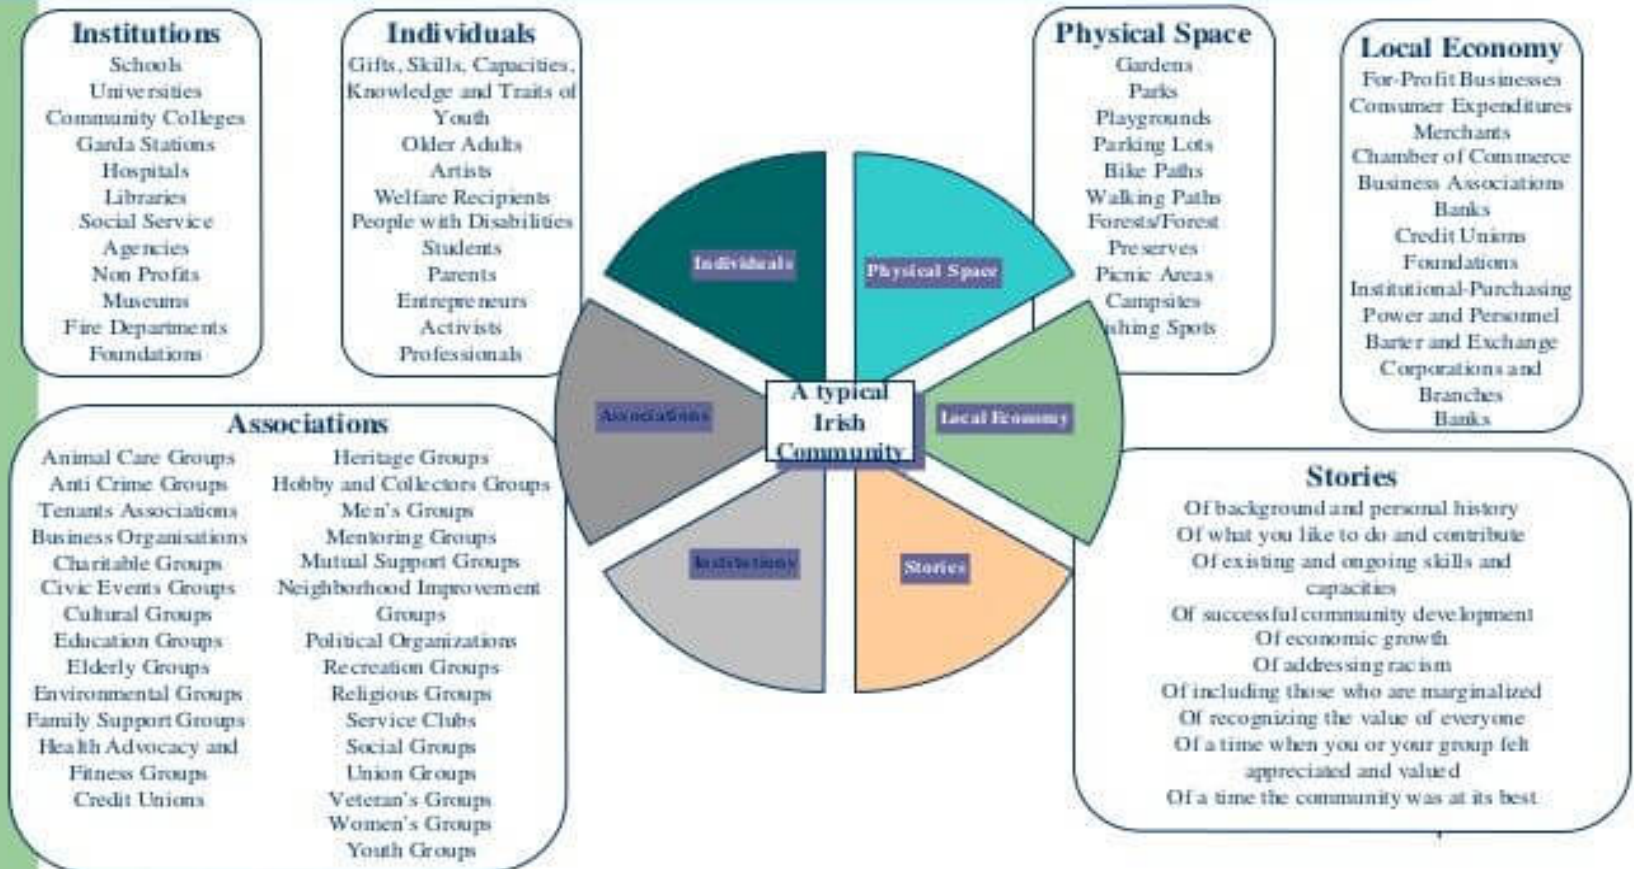 Institutions
Schools
Universities
Community Colleges
Garda Stations
Hospitals
Libraries
Social Service
Agencies
Non Profits
Museums
Fire Departments
Foundations
Individuals
Gifts, Skills, Capacities,
Knowledge and Traits of
Youth
Older Adults
Artists
Welfare Recipients
People with Disabilities
Students
Parents
Entrepreneurs
Activists
Professionals
Physical Space
Gardens
Parks
Playgrounds
Parking Lots
Bike Paths
Walking Paths
Forests/Forest
Preserves
Picnic Areas
Campsites
ishing Spots
Local Economy
For-Profit Businesses
Consumer Expenditures
Merchants
Chamber of Commerce
Business Associations
Banks
Credit Unions
Foundations
Institutional-Purchasing
Power and Personnel
Barter and Exchange
Corporations and
Branches
Banks
Individuals
Physical Space
Associations
A typical
Irish
Community
Local Economy
Institutions
Stories
Associations
Animal Care Groups
Anti Crime Groups
Tenants Associations
Business Organisations
Charitable Groups
Civic Events Groups
Cultural Groups
Education Groups
Elderly Groups
Environmental Groups
Family Support Groups
Health Advocacy and
Fitness Groups
Credit Unions
Heritage Groups
Hobby and Collectors Groups
Men's Groups
Mentoring Groups
Mutual Support Groups
Neighborhood Improvement
Groups
Political Organizations
Recreation Groups
Religious Groups
Service Clubs
Social Groups
Union Groups
Veteran's Groups
Women's Groups
Youth Groups
Stories
Of background and personal history
Of what you like to do and contribute
Of existing and ongoing skills and
capacities
Of successful community development
Of economic growth
Of addressing racism
Of including those who are marginalized
Of recognizing the value of everyone
Of a time when you or your group felt
appreciated and valued
Of a time the community was at its best